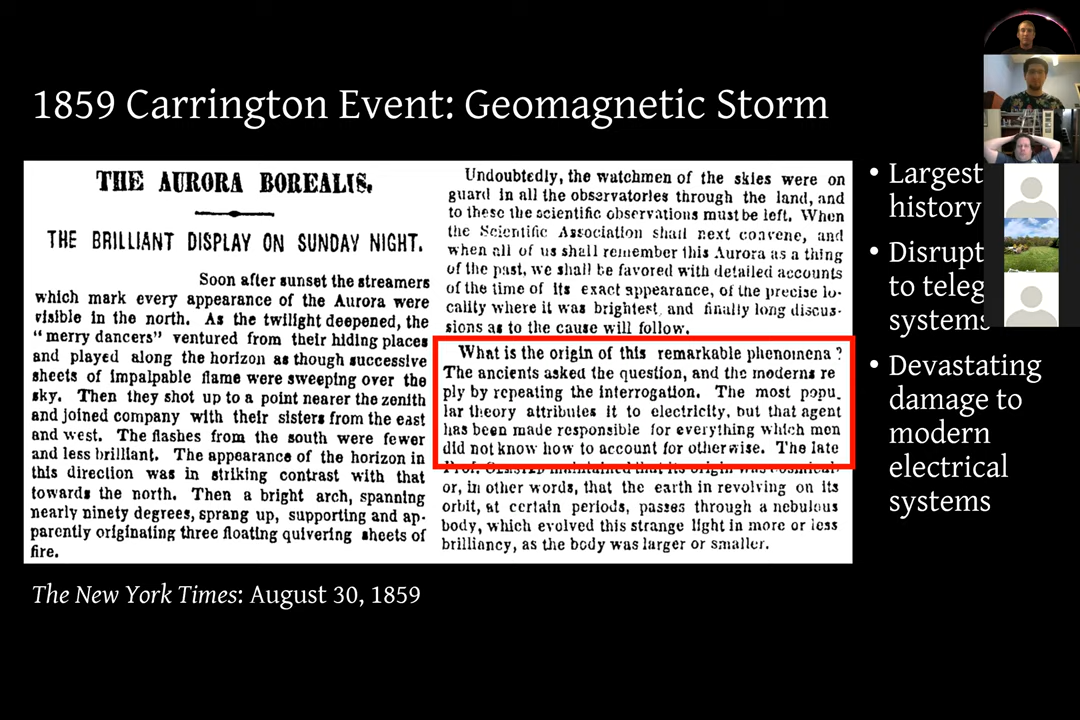 1859 Carrington Event: Geomagnetic Storm
THE AURORA BOREALIS.
THE BRILLIANT DISPLAY ON SUNDAY NIGHT.
Soon after sunset the streamers
which mark every appearance of the Aurora were
visible in the north. As the twilight deepened, the
"merry dancers" ventured from their hiding places
and played along the horizon as though successive
sheets of impalpable flame were sweeping over the
sky. Then they shot up to a point nearer the zenith
and joined company with their sisters from the east
and west. The flashes from the south were fewer
and less brilliant. The appearance of the horizon in
this direction was in striking contrast with that
towards the north. Then a bright arch, spanning
nearly ninety degrees, sprang up, supporting and ap-
parently originating three floating quivering sheets of
fire.
Undoubtedly, the watchmen of the skies were on
guard in all the observatories through the land, and
to these the scientific observations must be left. When
the Scientific Association shall next convene, and
when all of us shall remember this Aurora as a thing
of the past, we shall be favored with detailed accounts
of the time of its exact appearance, of the precise lo-
cality where it was brightest, and finally long discus-
sions as to the cause will follow.
What is the origin of this remarkable phenomena?
The ancients asked the question, and the moderns re
ply by repeating the interrogation. The most popu.
lar theory attributes it to electricity, but that agent
has been made responsible for everything which men
did not know how to account for otherwise. The late
Prof. OERSTED maintained that its origin was cosmical
or, in other words, that the earth in revolving on its
orbit, at certain periods, passes through a nebulous
body, which evolved this strange light in more or less
brilliancy, as the body was larger or smaller.
The New York Times: August 30, 1859
• Largest
history
• Disrupt
to teleg
systems
• Devastating
damage to
modern
electrical
systems